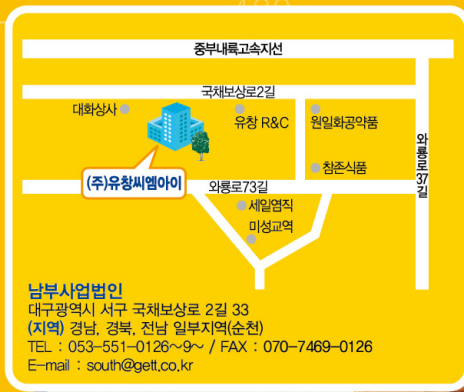 중부내륙고속지선
국채보상로2길
대화상사
유창 R&C
원일화공약품
와룡로37길
참존식품
(주)유창씨엠아이
와룡로73길
세일염직
미성교역
남부사업법인
대구광역시 서구 국채보상로 2길 33
(지역) 경남, 경북, 전남 일부지역(순천)
TEL : 053-551-0126~9~ / FAX : 070-7469-0126
E-mail : south@gett.co.kr